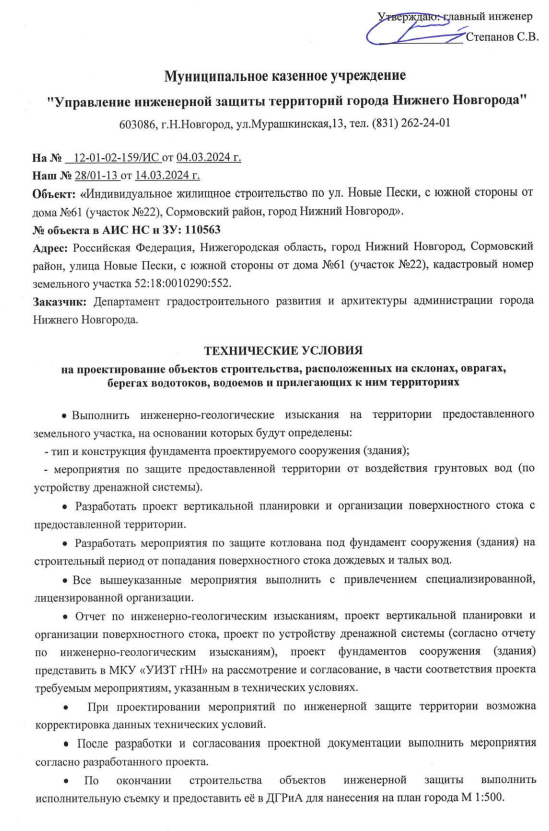 Утверждаю: главный инженер
Степанов С.В.
Муниципальное казенное учреждение
"Управление инженерной защиты территорий города Нижнего Новгорода"
603086, г.Н.Новгород, ул.Мурашкинская,13, тел. (831) 262-24-01
На № 12-01-02-159/ИС от 04.03.2024 г.
Наш № 28/01-13 от 14.03.2024 г.
Объект: «Индивидуальное жилищное строительство по ул. Новые Пески, с южной стороны от
дома №61 (участок №22), Сормовский район, город Нижний Новгород».
№ объекта в АИС НС и ЗУ: 110563
Адрес: Российская Федерация, Нижегородская область, город Нижний Новгород, Сормовский
район, улица Новые Пески, с южной стороны от дома №61 (участок №22), кадастровый номер
земельного участка 52:18:0010290:552.
Заказчик: Департамент градостроительного развития и архитектуры администрации города
Нижнего Новгорода.
ТЕХНИЧЕСКИЕ УСЛОВИЯ
на проектирование объектов строительства, расположенных на склонах, оврагах,
берегах водотоков, водоемов и прилегающих к ним территориях
• Выполнить инженерно-геологические изыскания на территории предоставленного
земельного участка, на основании которых будут определены:
- тип и конструкция фундамента проектируемого сооружения (здания);
- мероприятия по защите предоставленной территории от воздействия грунтовых вод (по
устройству дренажной системы).
• Разработать проект вертикальной планировки и организации поверхностного стока с
предоставленной территории.
• Разработать мероприятия по защите котлована под фундамент сооружения (здания) на
строительный период от попадания поверхностного стока дождевых и талых вод.
• Все вышеуказанные мероприятия выполнить с привлечением специализированной,
лицензированной организации.
• Отчет по инженерно-геологическим изысканиям, проект вертикальной планировки и
организации поверхностного стока, проект по устройству дренажной системы (согласно отчету
по инженерно-геологическим изысканиям), проект фундаментов сооружения (здания)
представить в МКУ «УИЗТ гНН» на рассмотрение и согласование, в части соответствия проекта
требуемым мероприятиям, указанным в технических условиях.
• При проектировании мероприятий по инженерной защите территории возможна
корректировка данных технических условий.
• После разработки и согласования проектной документации выполнить мероприятия
согласно разработанного проекта.
• По окончании строительства объектов инженерной защиты выполнить
исполнительную съемку и предоставить её в ДГРиА для нанесения на план города М 1:500.